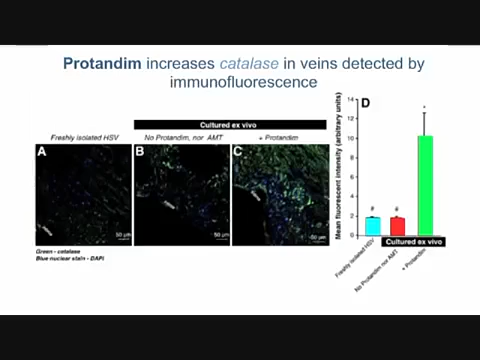 Protandim increases catalase in veins detected by
immunofluorescence
Cultured ex vivo
Freshly isolated HSV
No Protandim, nor AMT
+ Protandim
A
B
C
50 µm
50 µm
50 µm
Green - catalase
Blue nuclear stain - DAPI
D
Mean fluorescent intensity (arbitrary units)
14
12
10
8
6
4
2
0
#
#
*
Cultured ex vivo
Freshly isolated HSV
No Protandim nor AMT
+ Protandim